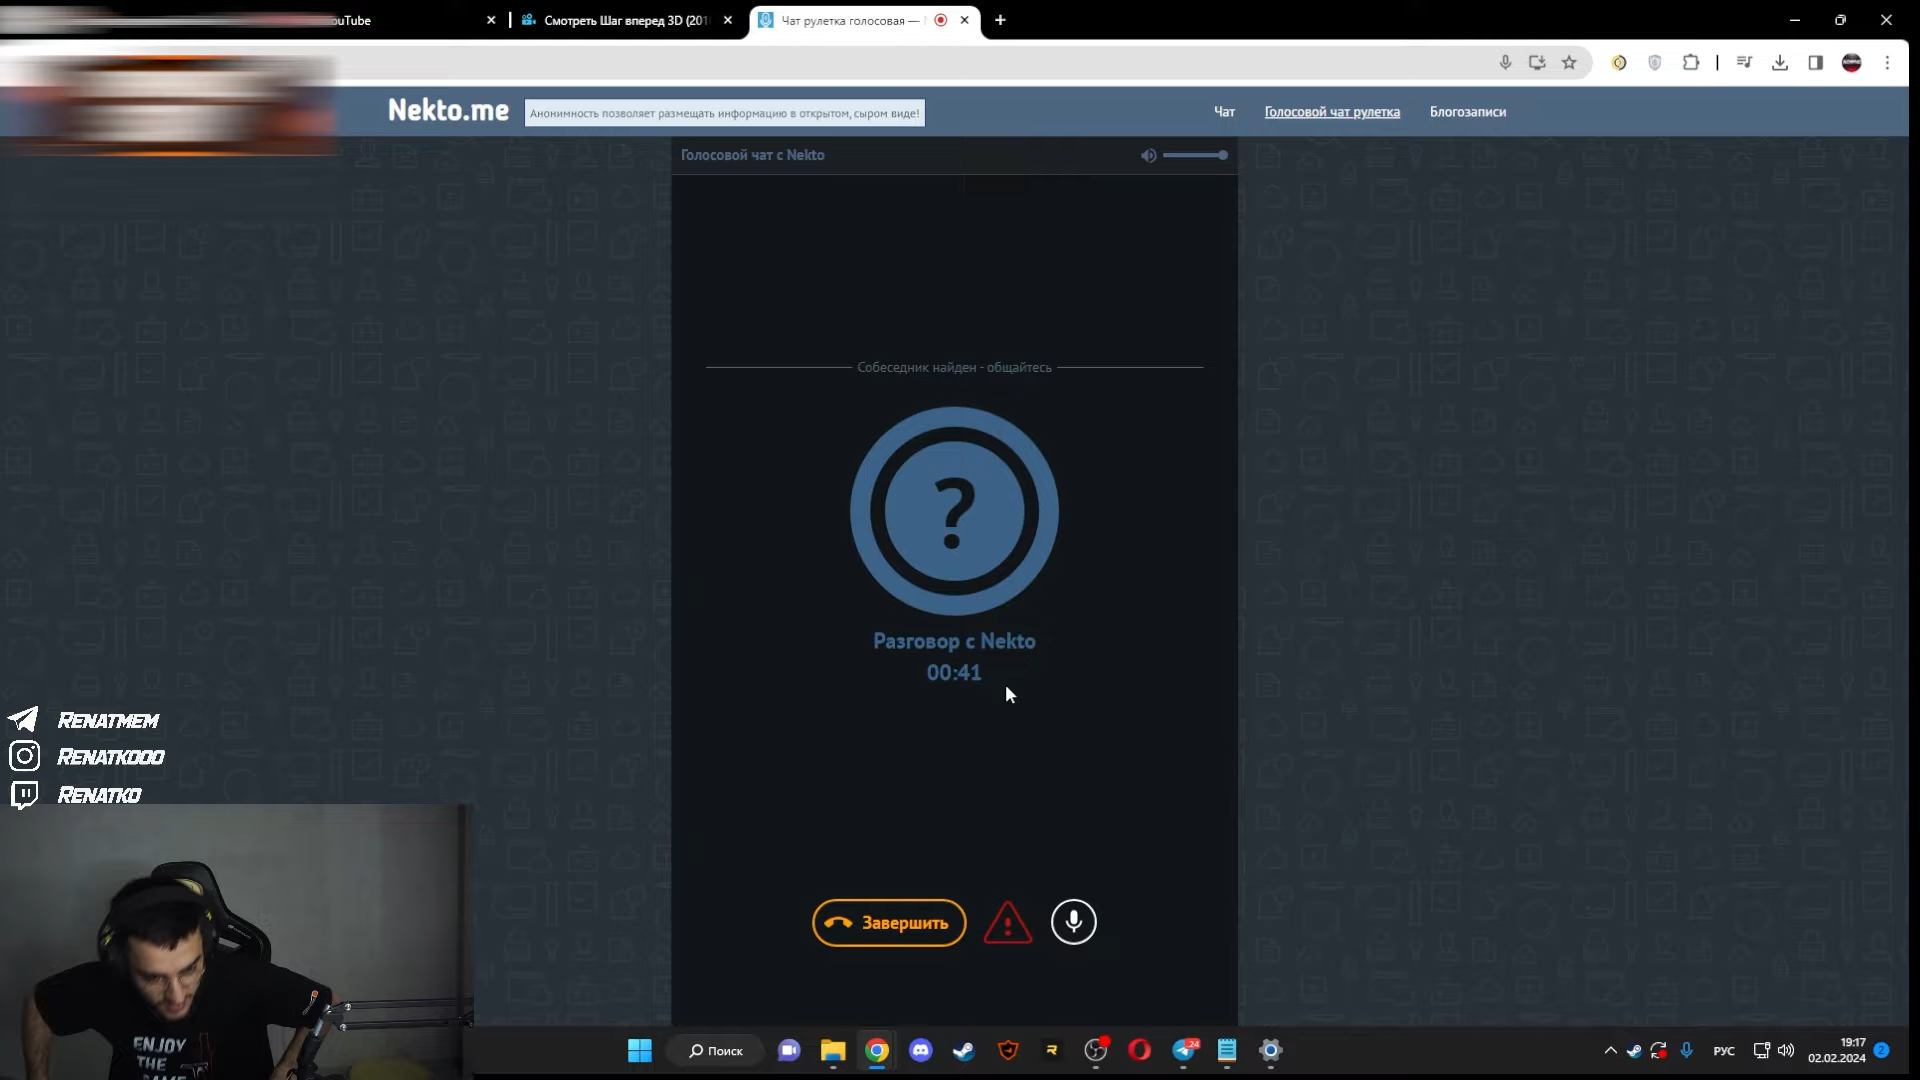 Смотреть Шаг вперед 3D (201
Чат рулетка голосовая —
Nekto.me
Анонимность позволяет размещать информацию в открытом, сыром виде!
Чат
Голосовой чат рулетка
Блогозаписи
Голосовой чат с Nekto
Собеседник найден - общайтесь
?
Разговор с Nekto
00:41
RENATMEM
RENATKOOO
RENATKO
Завершить
ENJOY
THE
Поиск
24
РУС
19:17
02.02.2024
2